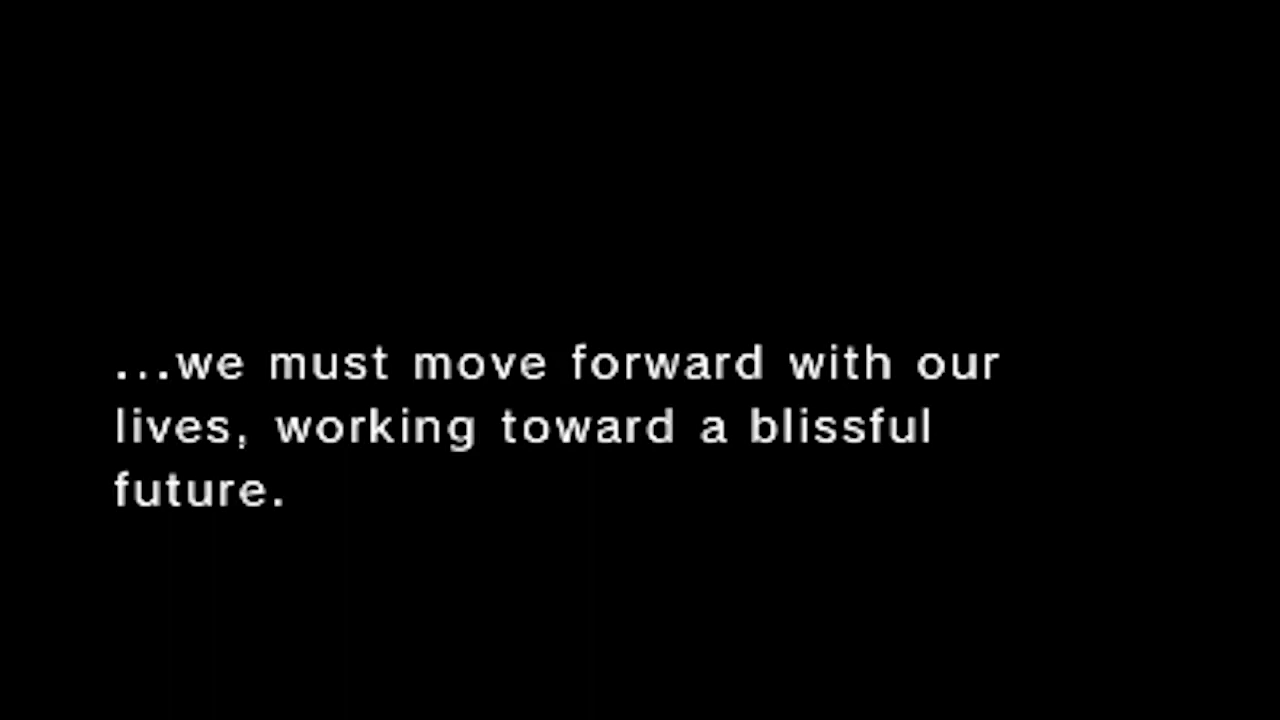 ...we must move forward with our
lives, working toward a blissful
future.